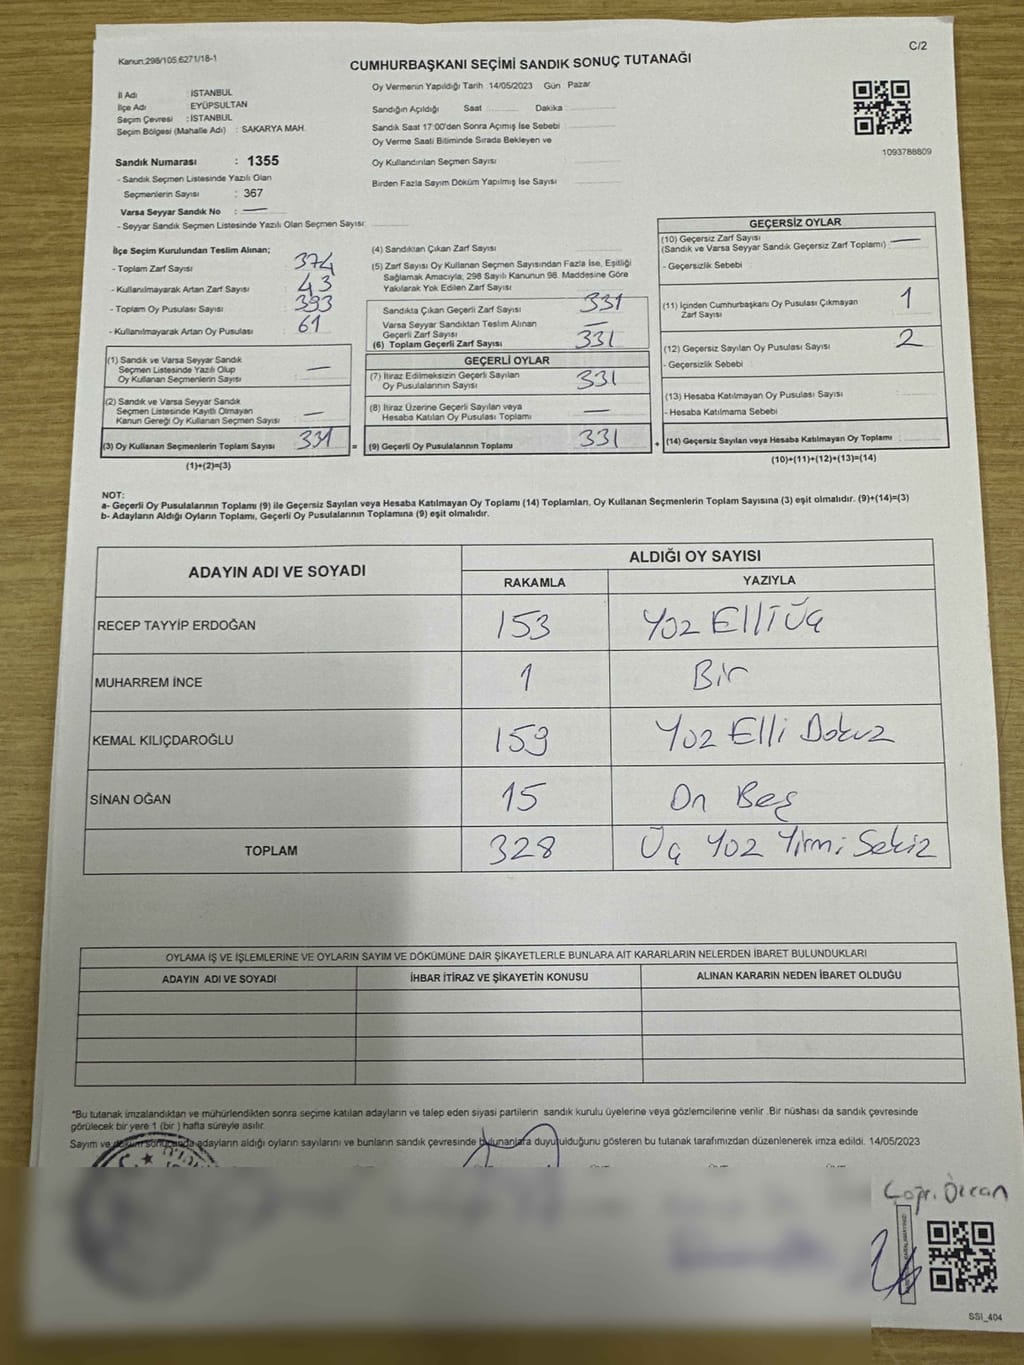 Kanun:298/105,6271/18-1
C/2
CUMHURBAŞKANI SEÇİMİ SANDIK SONUÇ TUTANAĞI
İl Adı : İSTANBUL
İlçe Adı : EYÜPSULTAN
Seçim Çevresi : İSTANBUL
Seçim Bölgesi (Mahalle Adı) : SAKARYA MAH.
Sandık Numarası : 1355
- Sandık Seçmen Listesinde Yazılı Olan
Seçmenlerin Sayısı : 367
Varsa Seyyar Sandık No : —
- Seyyar Sandık Seçmen Listesinde Yazılı Olan Seçmen Sayısı:
Oy Vermenin Yapıldığı Tarih 14/05/2023 Gün Pazar
Sandığın Açıldığı Saat Dakika
Sandık Saat 17:00'den Sonra Açımış İse Sebebi
Oy Verme Saati Bitiminde Sırada Bekleyen ve
Oy Kullandırılan Seçmen Sayısı
Birden Fazla Sayım Döküm Yapılmış İse Sayısı
1093788809
İlçe Seçim Kurulundan Teslim Alınan;
- Toplam Zarf Sayısı : 374
- Kullanılmayarak Artan Zarf Sayısı : 43
- Toplam Oy Pusulası Sayısı : 393
- Kullanılmayarak Artan Oy Pusulası : 61
(1) Sandık ve Varsa Seyyar Sandık
Seçmen Listesinde Yazılı Olup
Oy Kullanan Seçmenlerin Sayısı : —
(2) Sandık ve Varsa Seyyar Sandık
Seçmen Listesinde Kayıtlı Olmayan
Kanun Gereği Oy Kullanan Seçmen Sayısı : —
(3) Oy Kullanan Seçmenlerin Toplam Sayısı 331 =
(1)+(2)=(3)
(4) Sandıktan Çıkan Zarf Sayısı
(5) Zarf Sayısı Oy Kullanan Seçmen Sayısından Fazla İse, Eşitliği
Sağlamak Amacıyla, 298 Sayılı Kanunun 98. Maddesine Göre
Yakılarak Yok Edilen Zarf Sayısı
Sandıkta Çıkan Geçerli Zarf Sayısı 331
Varsa Seyyar Sandıktan Teslim Alınan
Geçerli Zarf Sayısı —
(6) Toplam Geçerli Zarf Sayısı 331
GEÇERLİ OYLAR
(7) İtiraz Edilmeksizin Geçerli Sayılan
Oy Pusulalarının Sayısı 331
(8) İtiraz Üzerine Geçerli Sayılan veya
Hesaba Katılan Oy Pusulası Toplamı —
(9) Geçerli Oy Pusulalarının Toplamı 331 +
GEÇERSİZ OYLAR
(10) Geçersiz Zarf Sayısı
(Sandık ve Varsa Seyyar Sandık Geçersiz Zarf Toplamı) —
- Geçersizlik Sebebi :
(11) İçinden Cumhurbaşkanı Oy Pusulası Çıkmayan
Zarf Sayısı 1
(12) Geçersiz Sayılan Oy Pusulası Sayısı 2
- Geçersizlik Sebebi :
(13) Hesaba Katılmayan Oy Pusulası Sayısı
- Hesaba Katılmama Sebebi :
(14) Geçersiz Sayılan veya Hesaba Katılmayan Oy Toplamı
(10)+(11)+(12)+(13)=(14)
NOT:
a- Geçerli Oy Pusulalarının Toplamı (9) ile Geçersiz Sayılan veya Hesaba Katılmayan Oy Toplamı (14) Toplamları, Oy Kullanan Seçmenlerin Toplam Sayısına (3) eşit olmalıdır. (9)+(14)=(3)
b- Adayların Aldığı Oyların Toplamı, Geçerli Oy Pusulalarının Toplamına (9) eşit olmalıdır.
ADAYIN ADI VE SOYADI
ALDIĞI OY SAYISI
RAKAMLA YAZIYLA
RECEP TAYYİP ERDOĞAN 153 Yüz Elli Üç
MUHARREM İNCE 1 Bir
KEMAL KILIÇDAROĞLU 159 Yüz Elli Dokuz
SİNAN OĞAN 15 On Beş
TOPLAM 328 Üç Yüz Yirmi Sekiz
OYLAMA İŞ VE İŞLEMLERİNE VE OYLARIN SAYIM VE DÖKÜMÜNE DAİR ŞİKAYETLERLE BUNLARA AİT KARARLARIN NELERDEN İBARET BULUNDUKLARI
ADAYIN ADI VE SOYADI İHBAR İTİRAZ VE ŞİKAYETİN KONUSU ALINAN KARARIN NEDEN İBARET OLDUĞU
*Bu tutanak imzalandıktan ve mühürlendikten sonra seçime katılan adayların ve talep eden siyasi partilerin sandık kurulu üyelerine veya gözlemcilerine verilir. Bir nüshası da sandık çevresinde
görülecek bir yere 1 (bir) hafta süreyle asılır.
Sayım ve döküm sonucunda adayların aldığı oyların sayılarını ve bunların sandık çevresinde bulunanlara duyurulduğunu gösteren bu tutanak tarafımızdan düzenlenerek imza edildi. 14/05/2023
Özcan
SSI_404